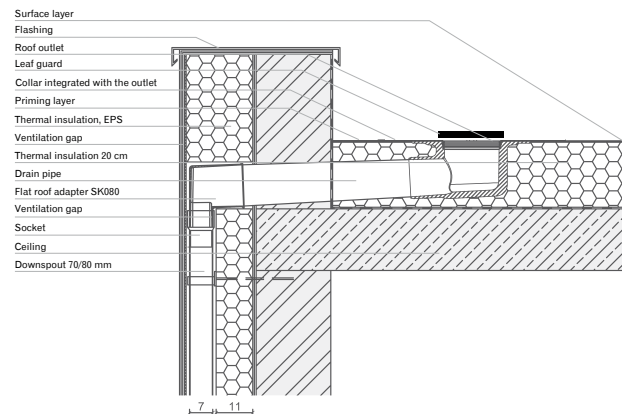 Surface layer
Flashing
Roof outlet
Leaf guard
Collar integrated with the outlet
Priming layer
Thermal insulation, EPS
Ventilation gap
Thermal insulation 20 cm
Drain pipe
Flat roof adapter SK080
Ventilation gap
Socket
Ceiling
Downspout 70/80 mm
7 11